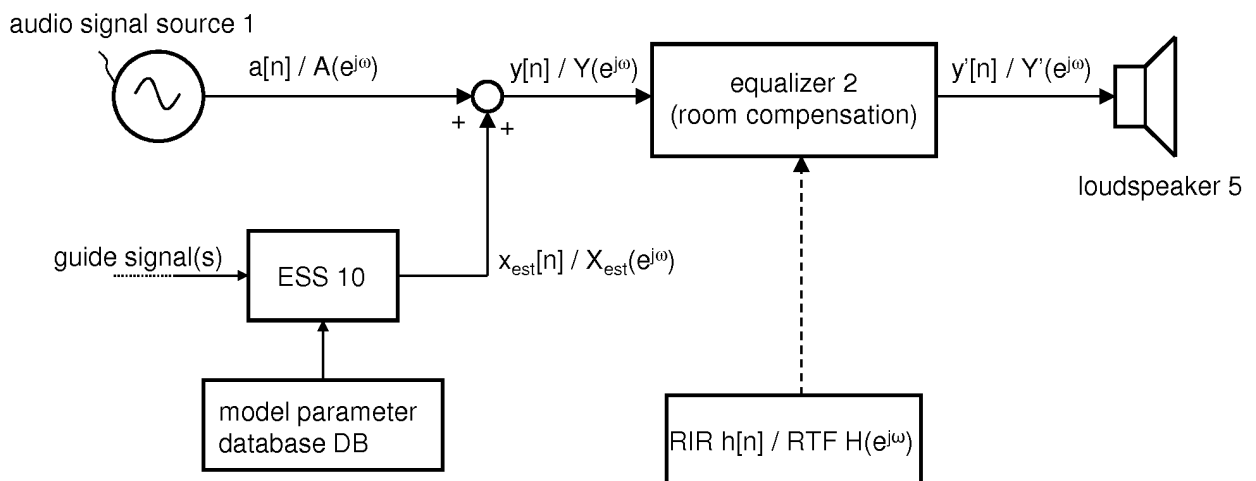 audio signal source 1
a[n] / A(e^jω)
y[n] / Y(e^jω)
equalizer 2
(room compensation)
y'[n] / Y'(e^jω)
+
+
loudspeaker 5
guide signal(s)
ESS 10
x_est[n] / X_est(e^jω)
model parameter
database DB
RIR h[n] / RTF H(e^jω)